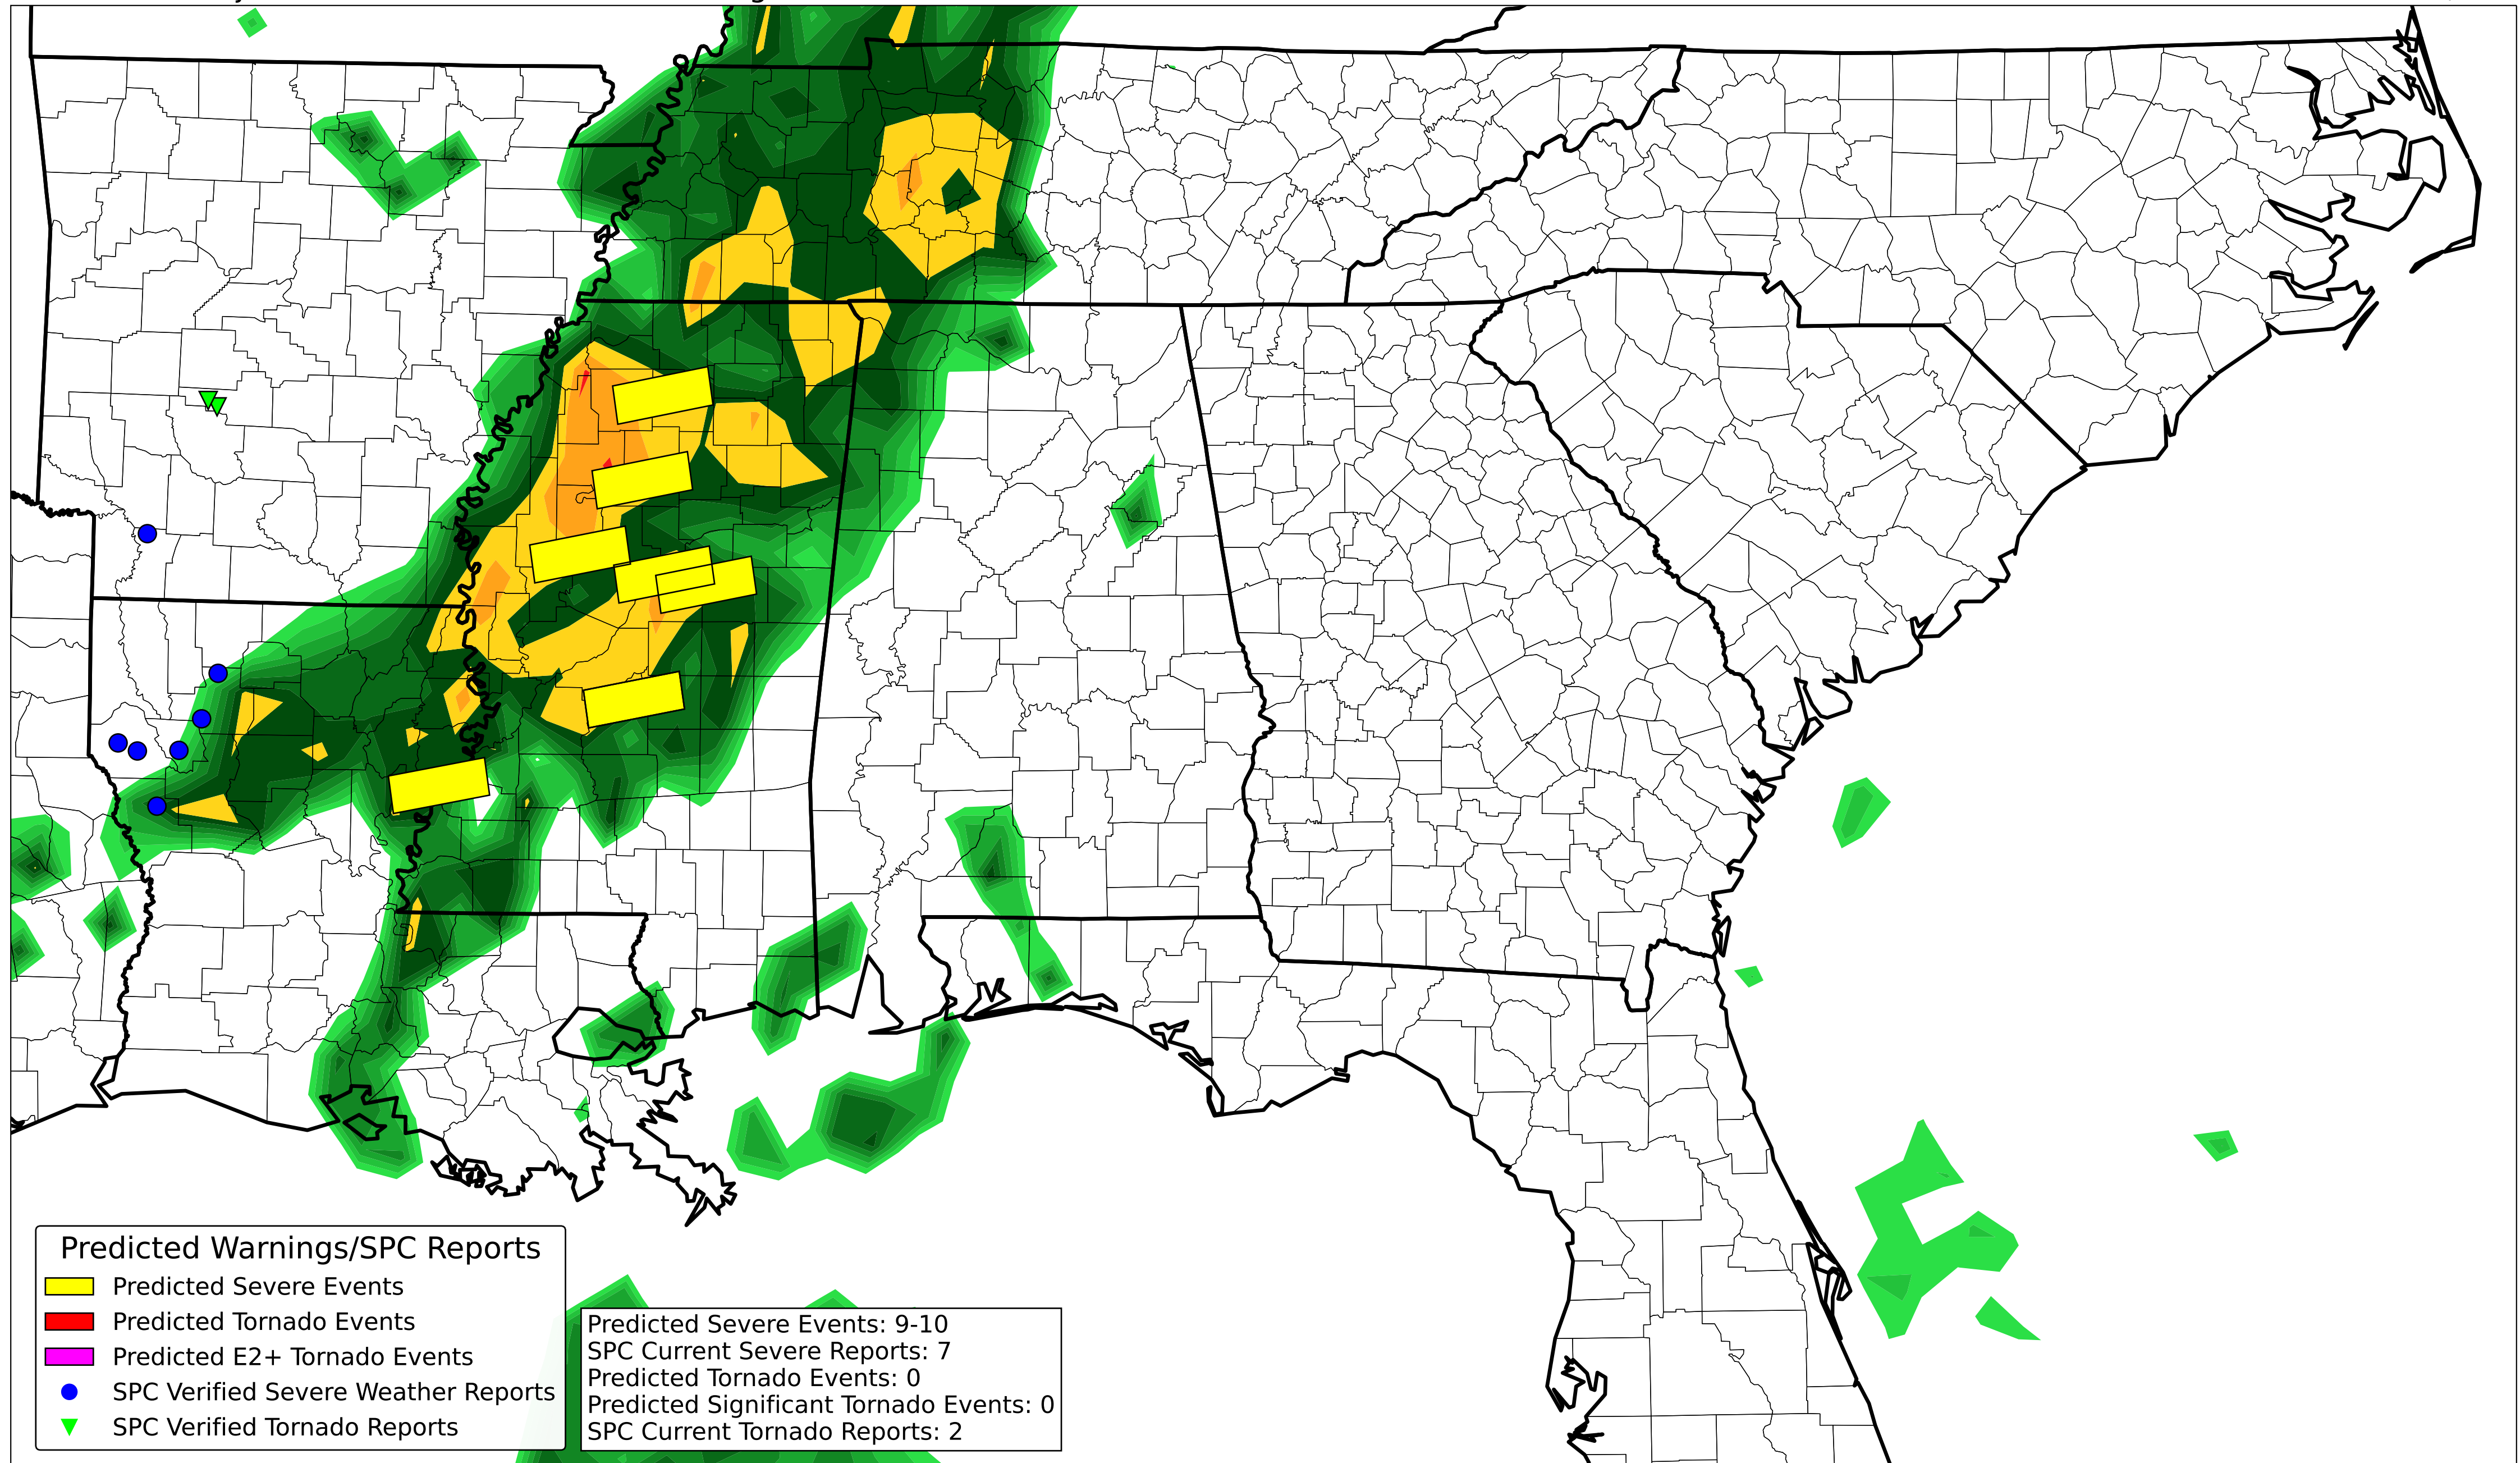 Predicted Warnings/SPC Reports
Predicted Severe Events
Predicted Tornado Events
Predicted E2+ Tornado Events
SPC Verified Severe Weather Reports
SPC Verified Tornado Reports
Predicted Severe Events: 9-10
SPC Current Severe Reports: 7
Predicted Tornado Events: 0
Predicted Significant Tornado Events: 0
SPC Current Tornado Reports: 2